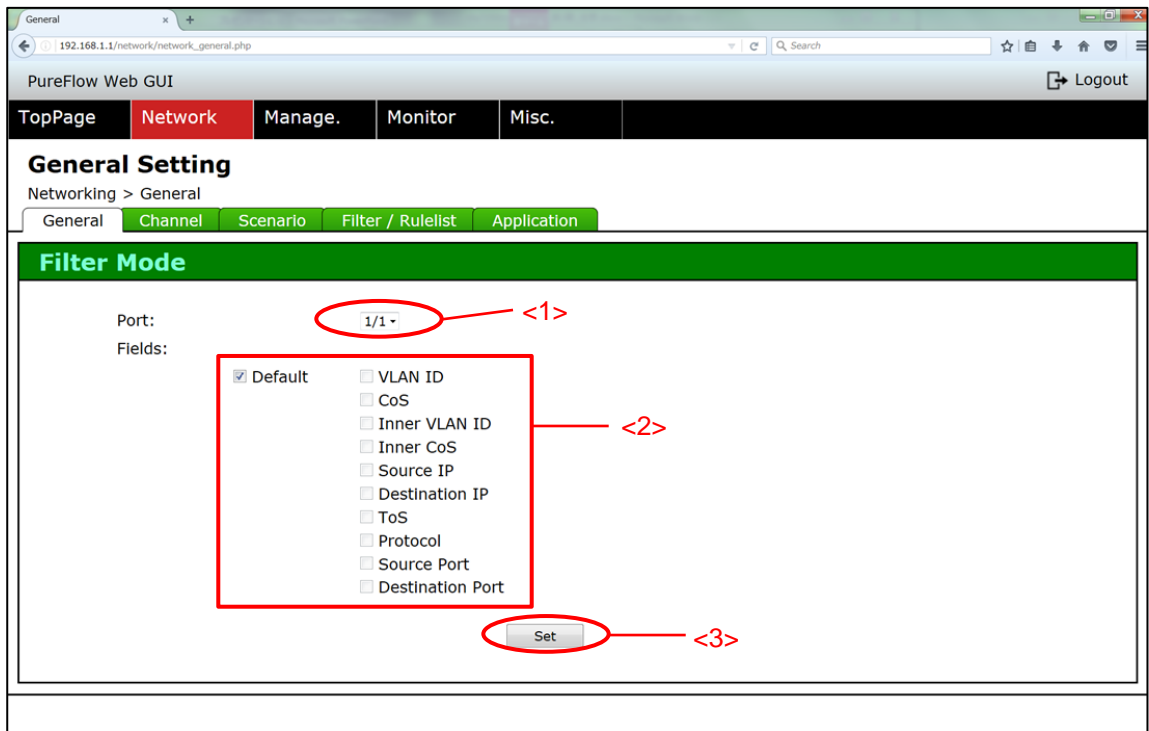 General × +
192.168.1.1/network/network_general.php Search
PureFlow Web GUI Logout
TopPage Network Manage. Monitor Misc.
General Setting
Networking > General
General Channel Scenario Filter / Rulelist Application
Filter Mode
Port: 1/1 <1>
Fields:
Default VLAN ID
CoS
Inner VLAN ID <2>
Inner CoS
Source IP
Destination IP
ToS
Protocol
Source Port
Destination Port
Set <3>